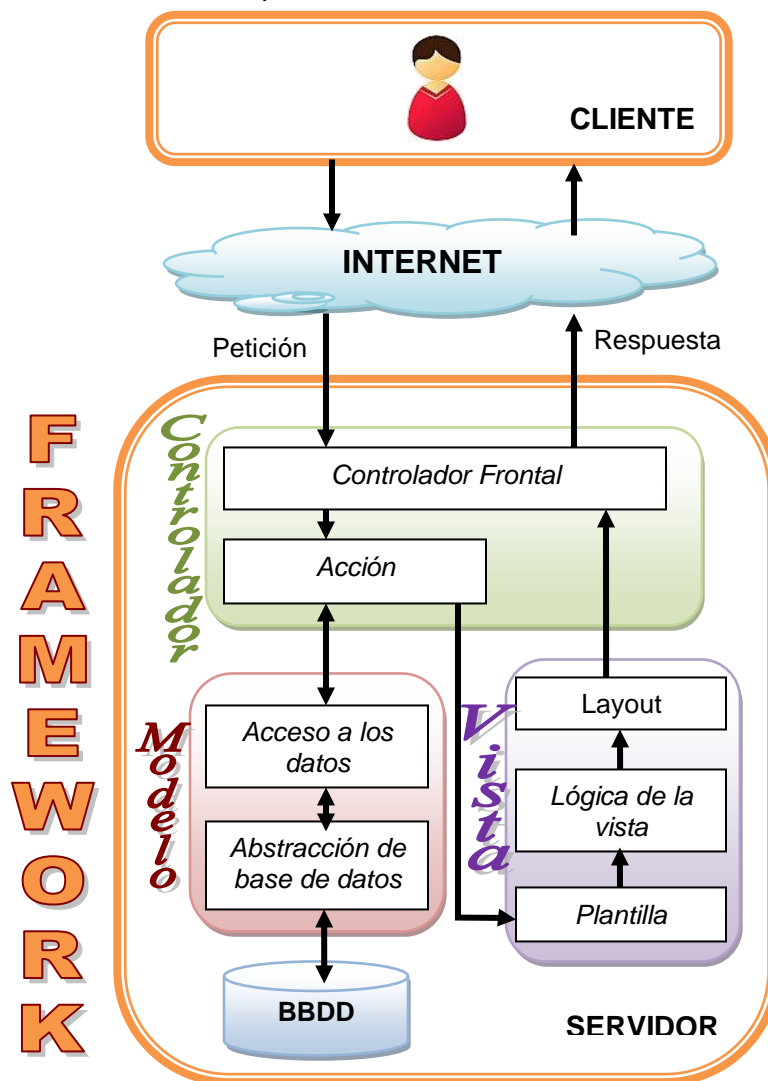 CLIENTE
INTERNET
Petición
Respuesta
FRAMEWORK
Controlador
Controlador Frontal
Acción
Modelo
Acceso a los
datos
Abstracción de
base de datos
BBDD
Vista
Layout
Lógica de la
vista
Plantilla
SERVIDOR